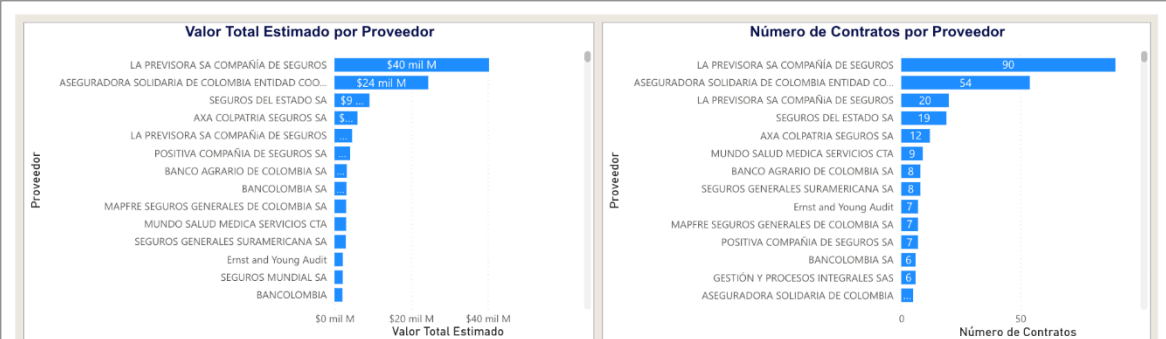 Valor Total Estimado por Proveedor
Proveedor
LA PREVISORA SA COMPAÑÍA DE SEGUROS $40 mil M
ASEGURADORA SOLIDARIA DE COLOMBIA ENTIDAD COO... $24 mil M
SEGUROS DEL ESTADO SA $9 ...
AXA COLPATRIA SEGUROS SA $...
LA PREVISORA SA COMPAÑiA DE SEGUROS ...
POSITIVA COMPAÑIA DE SEGUROS SA ...
BANCO AGRARIO DE COLOMBIA SA ...
BANCOLOMBIA SA ...
MAPFRE SEGUROS GENERALES DE COLOMBIA SA
MUNDO SALUD MEDICA SERVICIOS CTA
SEGUROS GENERALES SURAMERICANA SA
Ernst and Young Audit
SEGUROS MUNDIAL SA
BANCOLOMBIA
$0 mil M $20 mil M $40 mil M
Valor Total Estimado
Número de Contratos por Proveedor
Proveedor
LA PREVISORA SA COMPAÑÍA DE SEGUROS 90
ASEGURADORA SOLIDARIA DE COLOMBIA ENTIDAD CO... 54
LA PREVISORA SA COMPAÑiA DE SEGUROS 20
SEGUROS DEL ESTADO SA 19
AXA COLPATRIA SEGUROS SA 12
MUNDO SALUD MEDICA SERVICIOS CTA 9
BANCO AGRARIO DE COLOMBIA SA 8
SEGUROS GENERALES SURAMERICANA SA 8
Ernst and Young Audit 7
MAPFRE SEGUROS GENERALES DE COLOMBIA SA 7
POSITIVA COMPAÑIA DE SEGUROS SA 7
BANCOLOMBIA SA 6
GESTIÓN Y PROCESOS INTEGRALES SAS 6
ASEGURADORA SOLIDARIA DE COLOMBIA ...
0 50
Número de Contratos